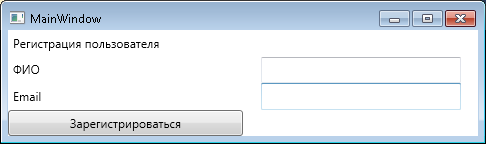 MainWindow
Регистрация пользователя
ФИО
Email
Зарегистрироваться